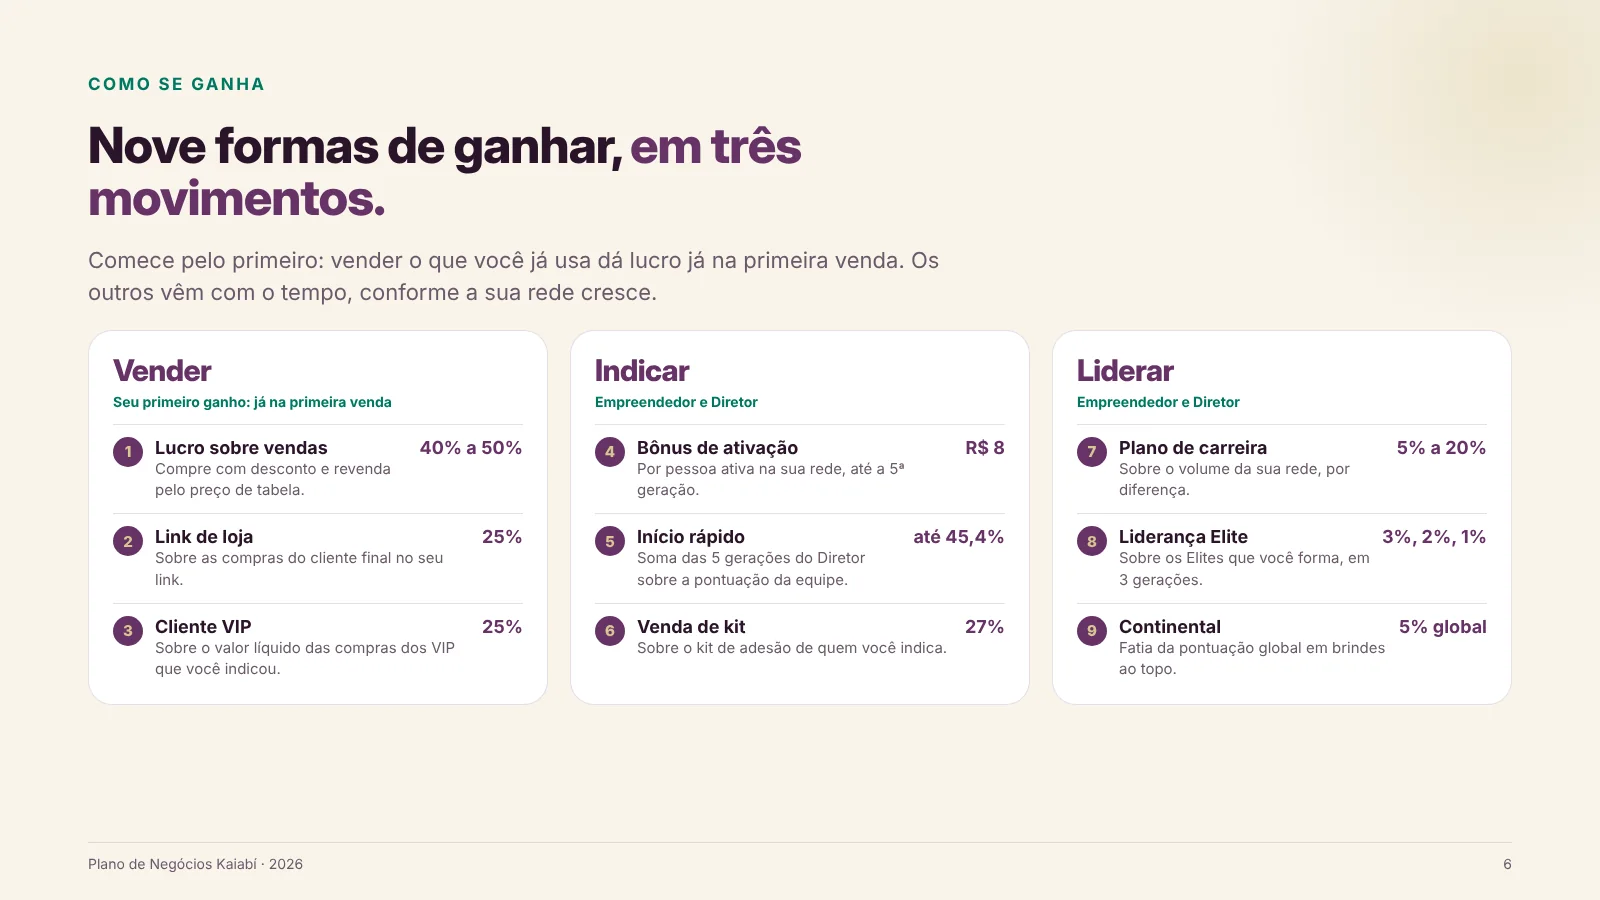 COMO SE GANHA
Nove formas de ganhar, em três
movimentos.
Comece pelo primeiro: vender o que você já usa dá lucro já na primeira venda. Os
outros vêm com o tempo, conforme a sua rede cresce.
Vender
Seu primeiro ganho: já na primeira venda
1 Lucro sobre vendas 40% a 50%
Compre com desconto e revenda
pelo preço de tabela.
2 Link de loja 25%
Sobre as compras do cliente final no seu
link.
3 Cliente VIP 25%
Sobre o valor líquido das compras dos VIP
que você indicou.
Indicar
Empreendedor e Diretor
4 Bônus de ativação R$ 8
Por pessoa ativa na sua rede, até a 5ª
geração.
5 Início rápido até 45,4%
Soma das 5 gerações do Diretor
sobre a pontuação da equipe.
6 Venda de kit 27%
Sobre o kit de adesão de quem você indica.
Liderar
Empreendedor e Diretor
7 Plano de carreira 5% a 20%
Sobre o volume da sua rede, por
diferença.
8 Liderança Elite 3%, 2%, 1%
Sobre os Elites que você forma, em
3 gerações.
9 Continental 5% global
Fatia da pontuação global em brindes
ao topo.
Plano de Negócios Kaiabí · 2026
6